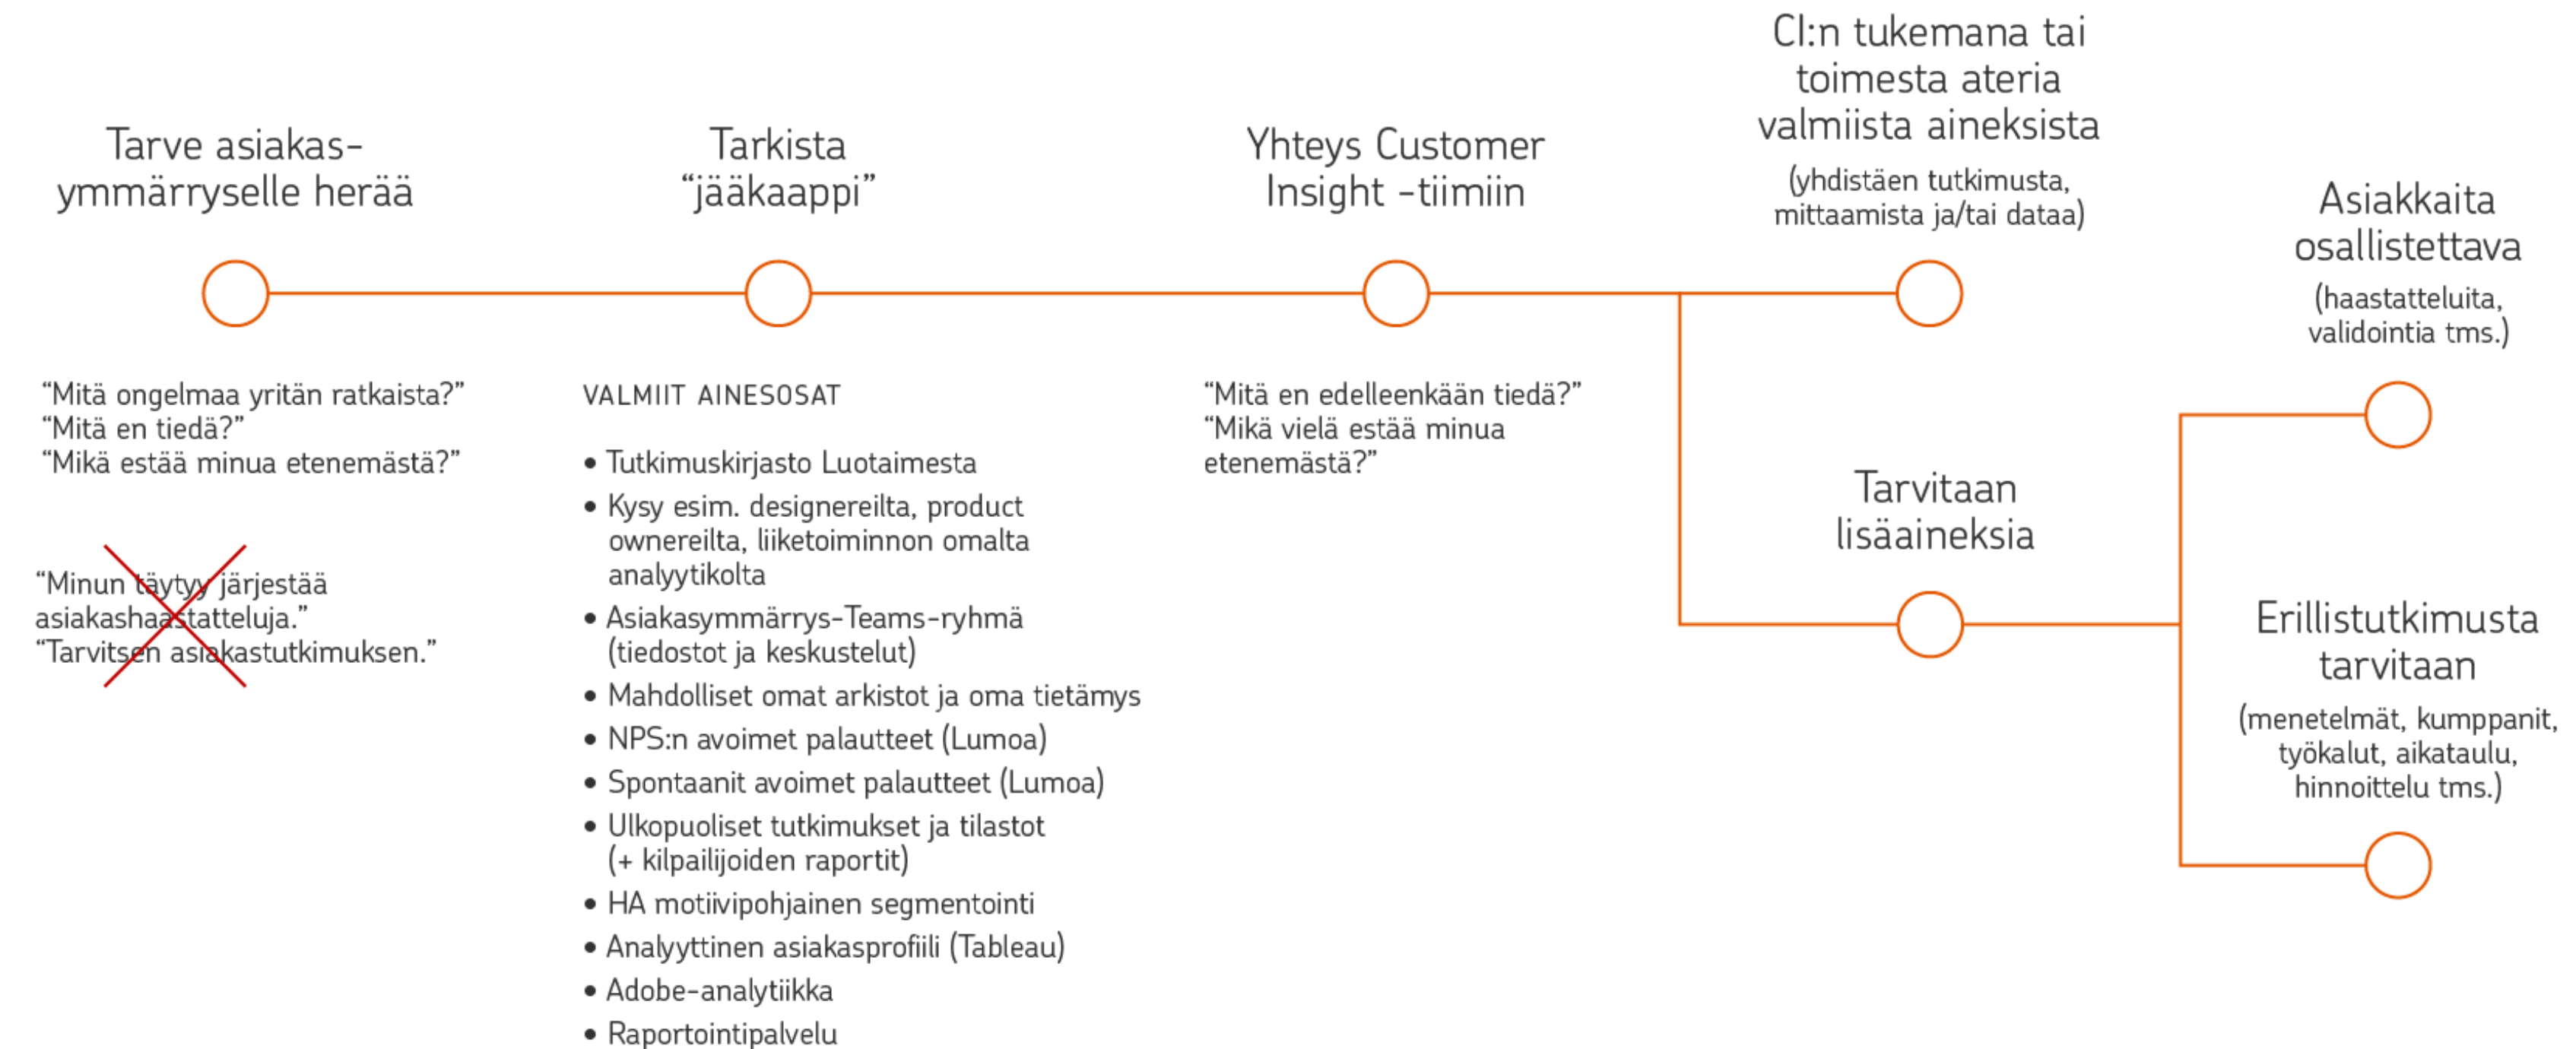 Tarve asiakas-
ymmärryselle herää
“Mitä ongelmaa yritän ratkaista?”
“Mitä en tiedä?”
“Mikä estää minua etenemästä?”
“Minun täytyy järjestää
asiakashaastatteluja.”
“Tarvitsen asiakastutkimuksen.”
Tarkista
“jääkaappi”
VALMIIT AINESOSAT
• Tutkimuskirjasto Luotaimesta
• Kysy esim. designereilta, product
ownereilta, liiketoiminnon omalta
analyytikolta
• Asiakasymmärrys-Teams-ryhmä
(tiedostot ja keskustelut)
• Mahdolliset omat arkistot ja oma tietämys
• NPS:n avoimet palautteet (Lumoa)
• Spontaanit avoimet palautteet (Lumoa)
• Ulkopuoliset tutkimukset ja tilastot
(+ kilpailijoiden raportit)
• HA motiivipohjainen segmentointi
• Analyyttinen asiakasprofiili (Tableau)
• Adobe-analytiikka
• Raportointipalvelu
Yhteys Customer
Insight -tiimiin
“Mitä en edelleenkään tiedä?”
“Mikä vielä estää minua
etenemästä?”
CI:n tukemana tai
toimesta ateria
valmiista aineksista
(yhdistäen tutkimusta,
mittaamista ja/tai dataa)
Tarvitaan
lisäaineksia
Asiakkaita
osallistettava
(haastatteluita,
validointia tms.)
Erillistutkimusta
tarvitaan
(menetelmät, kumppanit,
työkalut, aikataulu,
hinnoittelu tms.)